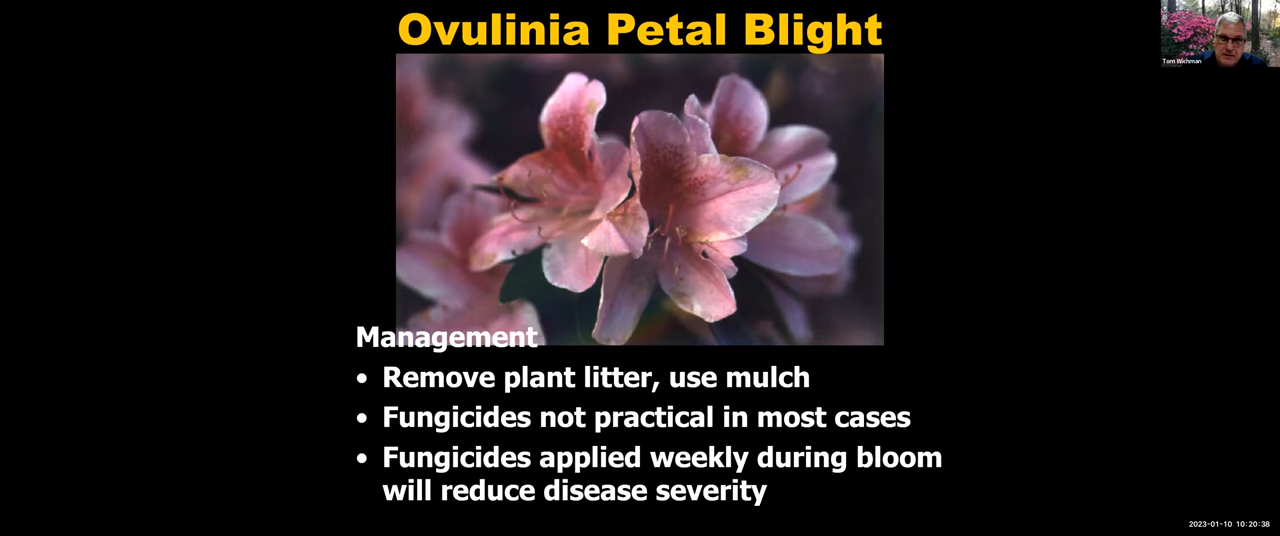 Ovulinia Petal Blight
Tom Wichman
Management
• Remove plant litter, use mulch
• Fungicides not practical in most cases
• Fungicides applied weekly during bloom
will reduce disease severity
2023-01-10 10:20:38